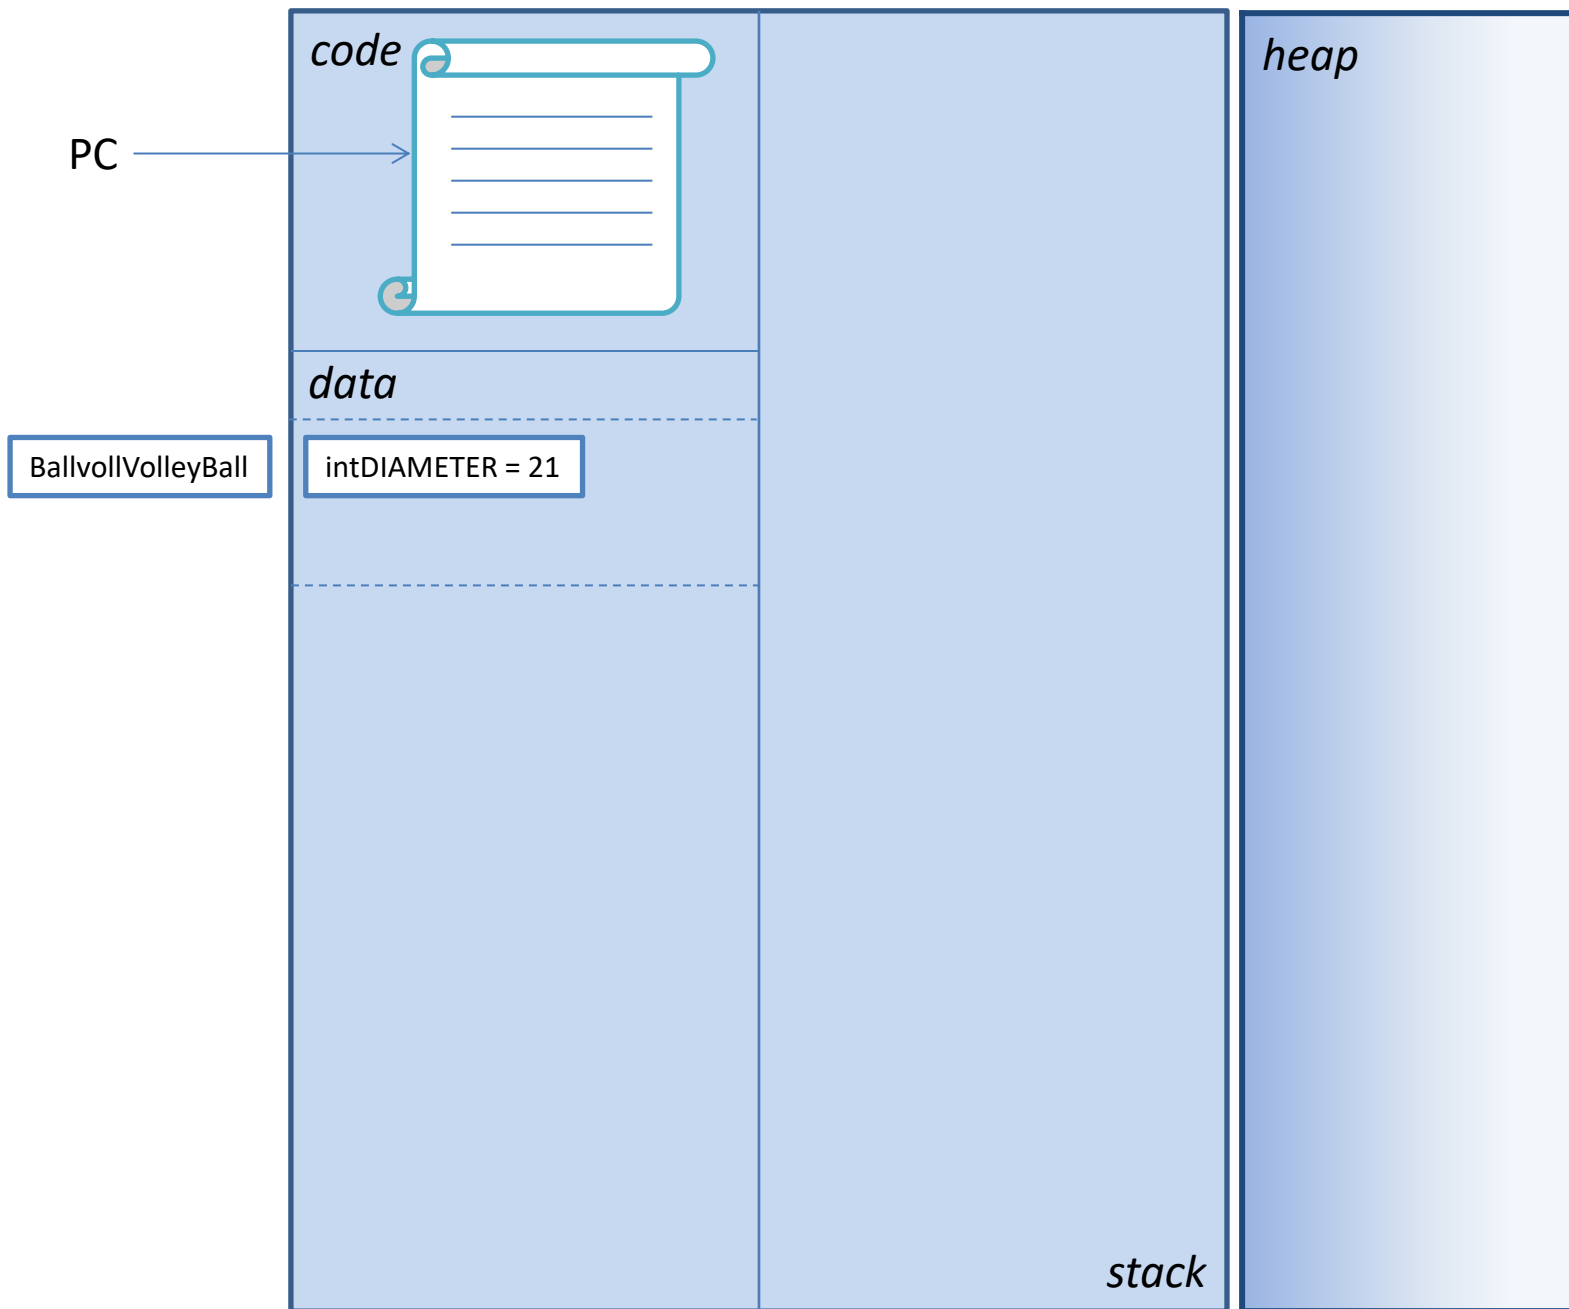 code
heap
PC
data
BallvollVolleyBall
intDIAMETER = 21
stack